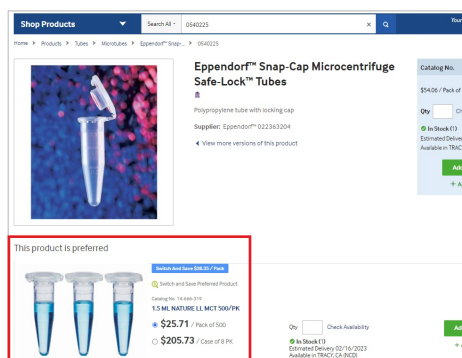 Shop Products
Search All
0540225
×
Your
Home > Products > Tubes > Microtubes > Eppendorf™ Snap-... > 0540225
Eppendorf™ Snap-Cap Microcentrifuge
Safe-Lock™ Tubes
Polypropylene tube with locking cap
Supplier: Eppendorf™ 022363204
View more versions of this product
Catalog No.
$54.06 / Pack of
Qty
Ch
In Stock (1)
Estimated Delive
Available in TRAC
Ad
+ A
This product is preferred
Switch And Save $28.35 / Pack
Switch and Save Preferred Product
Catalog No. 14-666-319
1.5 ML NATURE LL MCT 500/PK
$25.71 / Pack of 500
$205.73 / Case of 8 PK
Qty
Check Availability
In Stock (1)
Estimated Delivery 02/16/2023
Available in TRACY, CA (NCD)
Ad
+